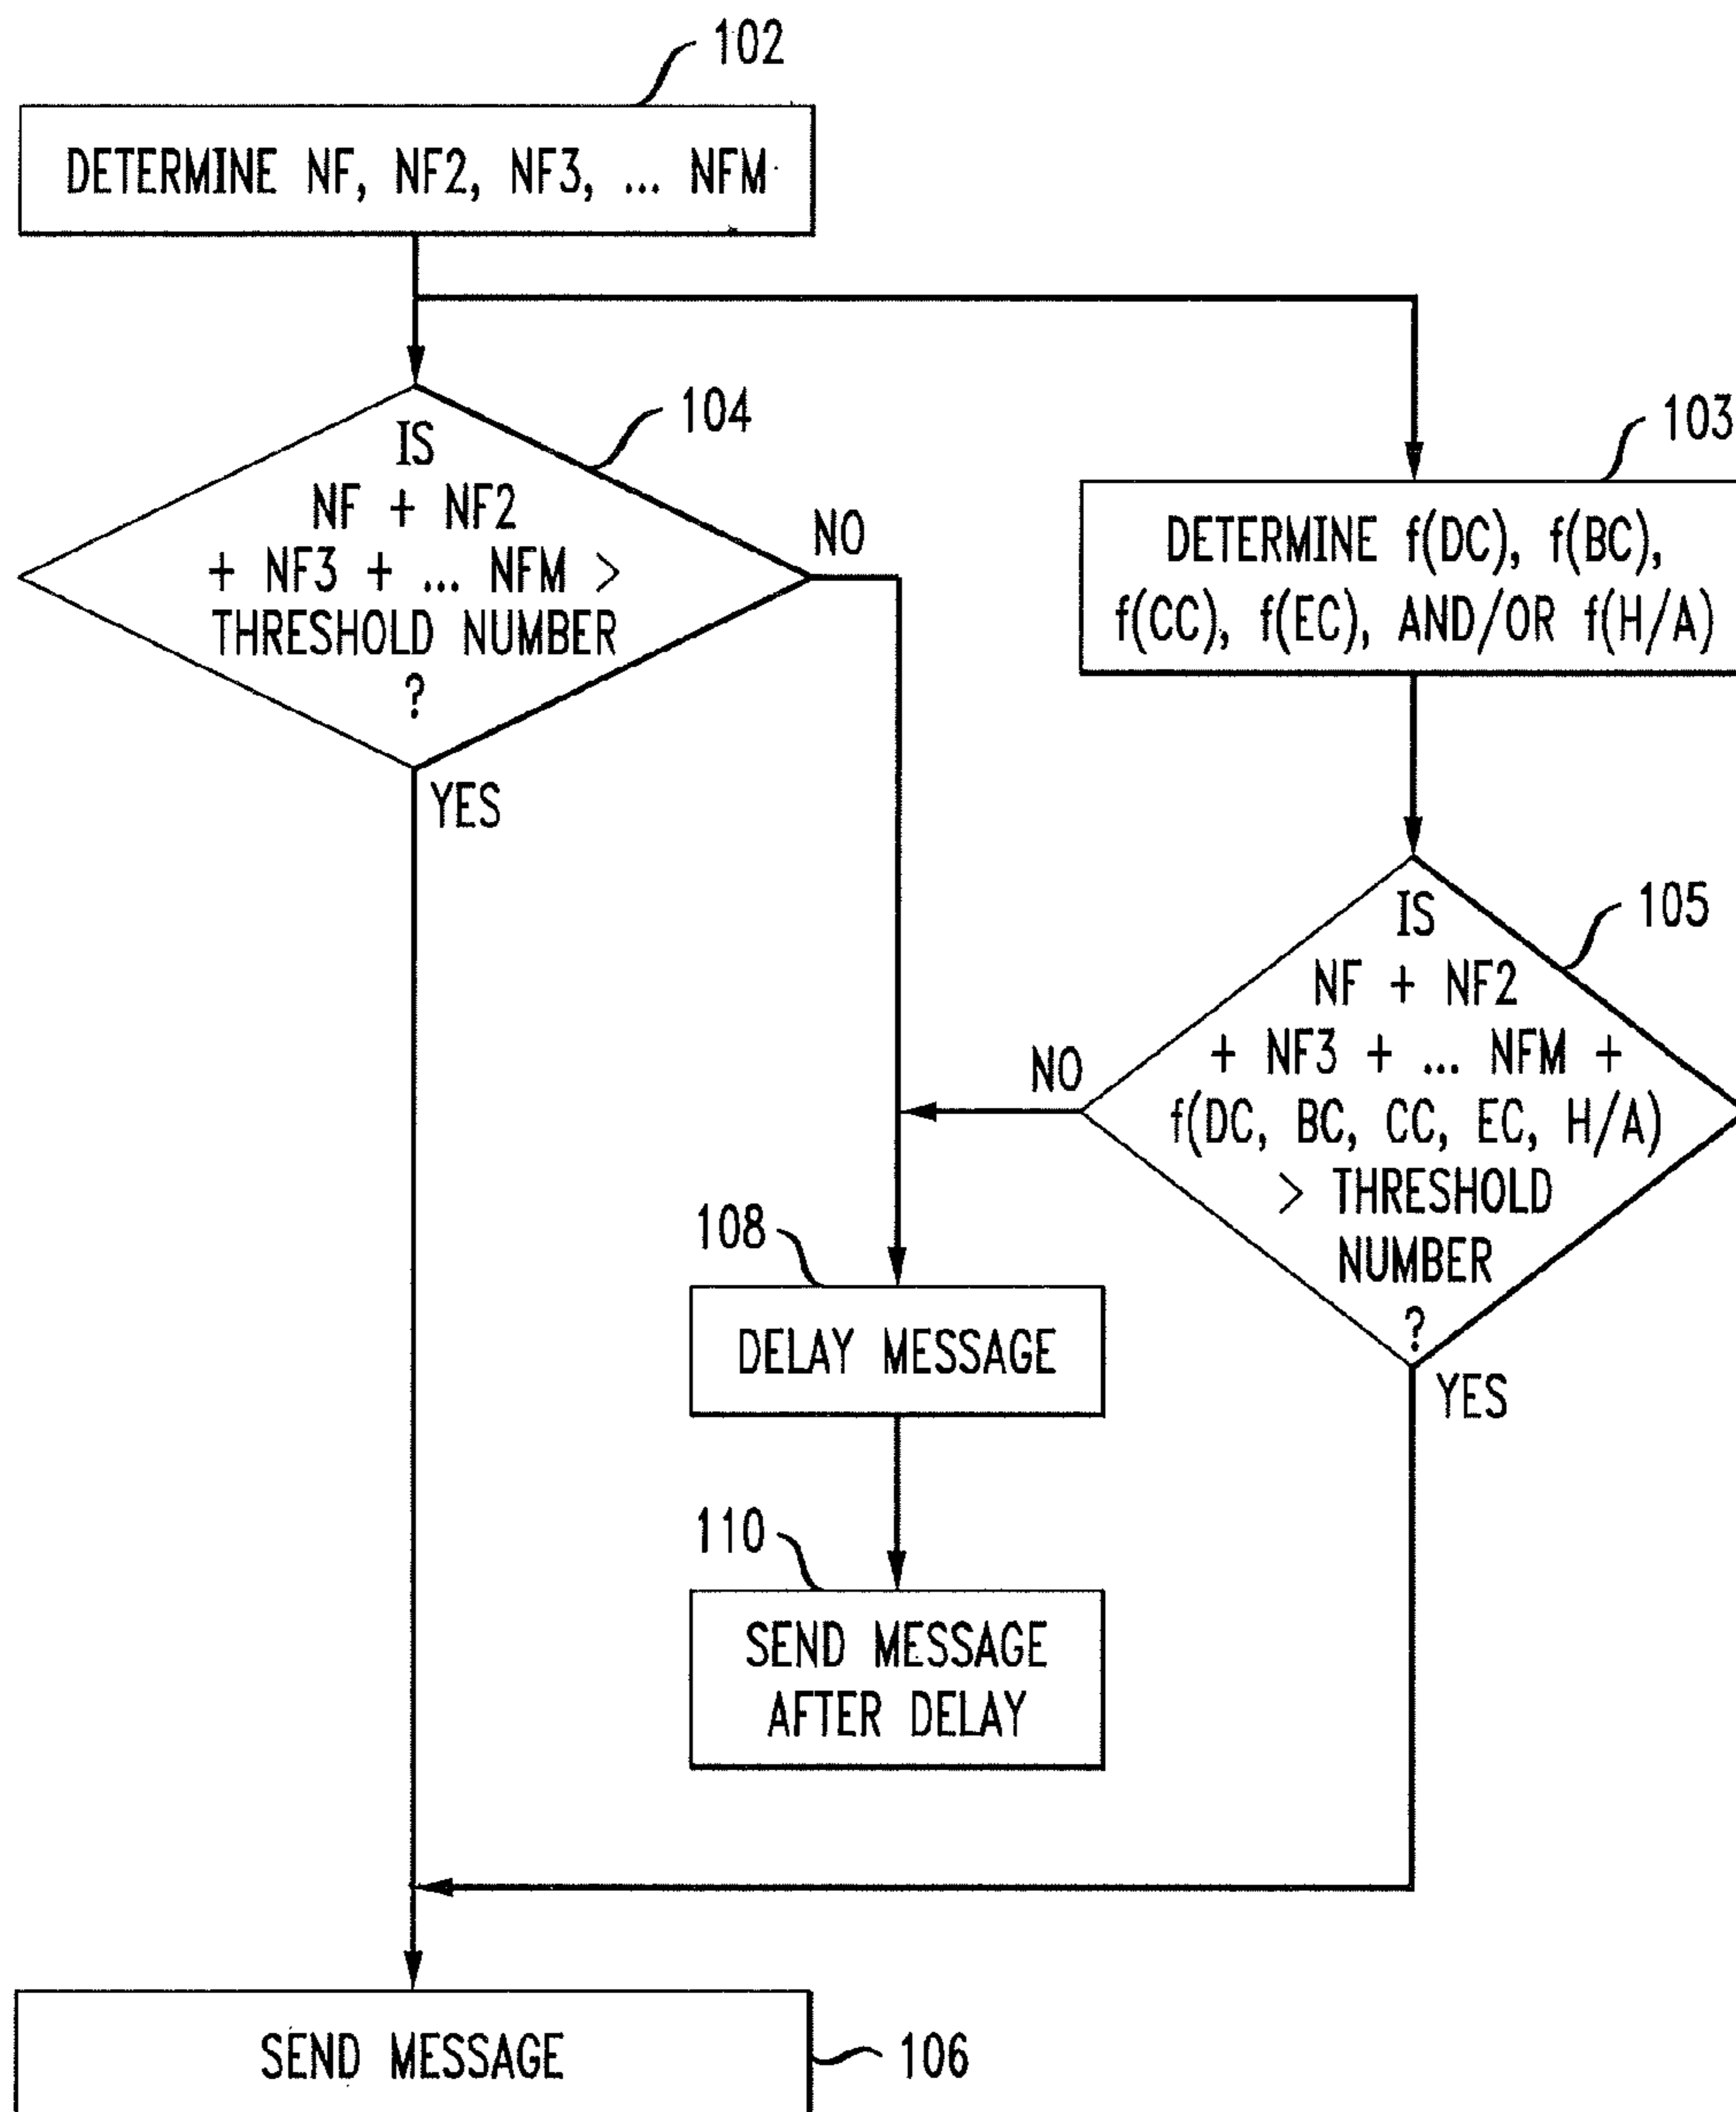 102
DETERMINE NF, NF2, NF3, ... NFM
104
IS
NF + NF2
+ NF3 + ... NFM >
THRESHOLD NUMBER
?
NO
YES
103
DETERMINE f(DC), f(BC),
f(CC), f(EC), AND/OR f(H/A)
105
IS
NF + NF2
+ NF3 + ... NFM +
f(DC, BC, CC, EC, H/A)
> THRESHOLD
NUMBER
?
NO
YES
108
DELAY MESSAGE
110
SEND MESSAGE
AFTER DELAY
SEND MESSAGE
106